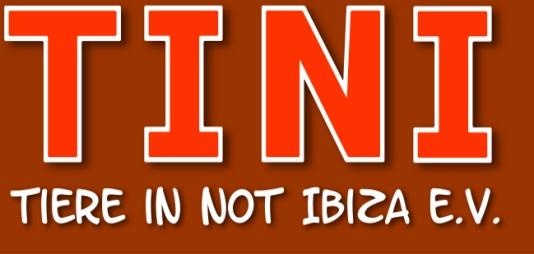 TINI
TIERE IN NOT IBIZA E.V.